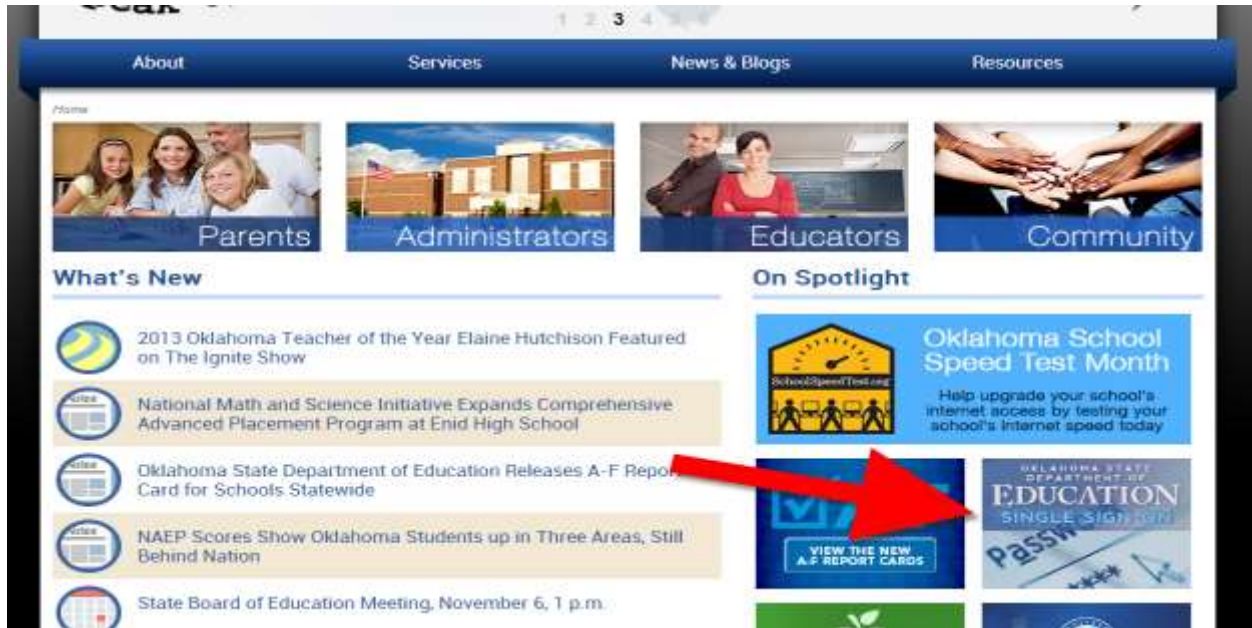 1 2 3 4 5 6
About Services News & Blogs Resources
Home
Parents Administrators Educators Community
What's New
2013 Oklahoma Teacher of the Year Elaine Hutchison Featured
on The Ignite Show
National Math and Science Initiative Expands Comprehensive
Advanced Placement Program at Enid High School
Oklahoma State Department of Education Releases A-F Report
Card for Schools Statewide
NAEP Scores Show Oklahoma Students up in Three Areas, Still
Behind Nation
State Board of Education Meeting, November 6, 1 p.m.
On Spotlight
SchoolSpeedTest.org
Oklahoma School
Speed Test Month
Help upgrade your school's
internet access by testing your
school's Internet speed today
VIEW THE NEW
A-F REPORT CARDS
OKLAHOMA STATE
DEPARTMENT OF
EDUCATION
SINGLE SIGN ON
Passw
****